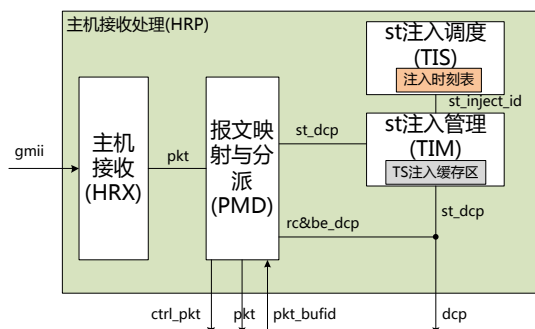 主机接收处理(HRP)
st注入调度
(TIS)
注入时刻表
st_inject_id
gmii
主机
接收
(HRX)
pkt
报文映
射与分
派
(PMD)
st_dcp
st注入管理
(TIM)
TS注入缓存区
st_dcp
rc&be_dcp
ctrl_pkt
pkt
pkt_bufid
dcp